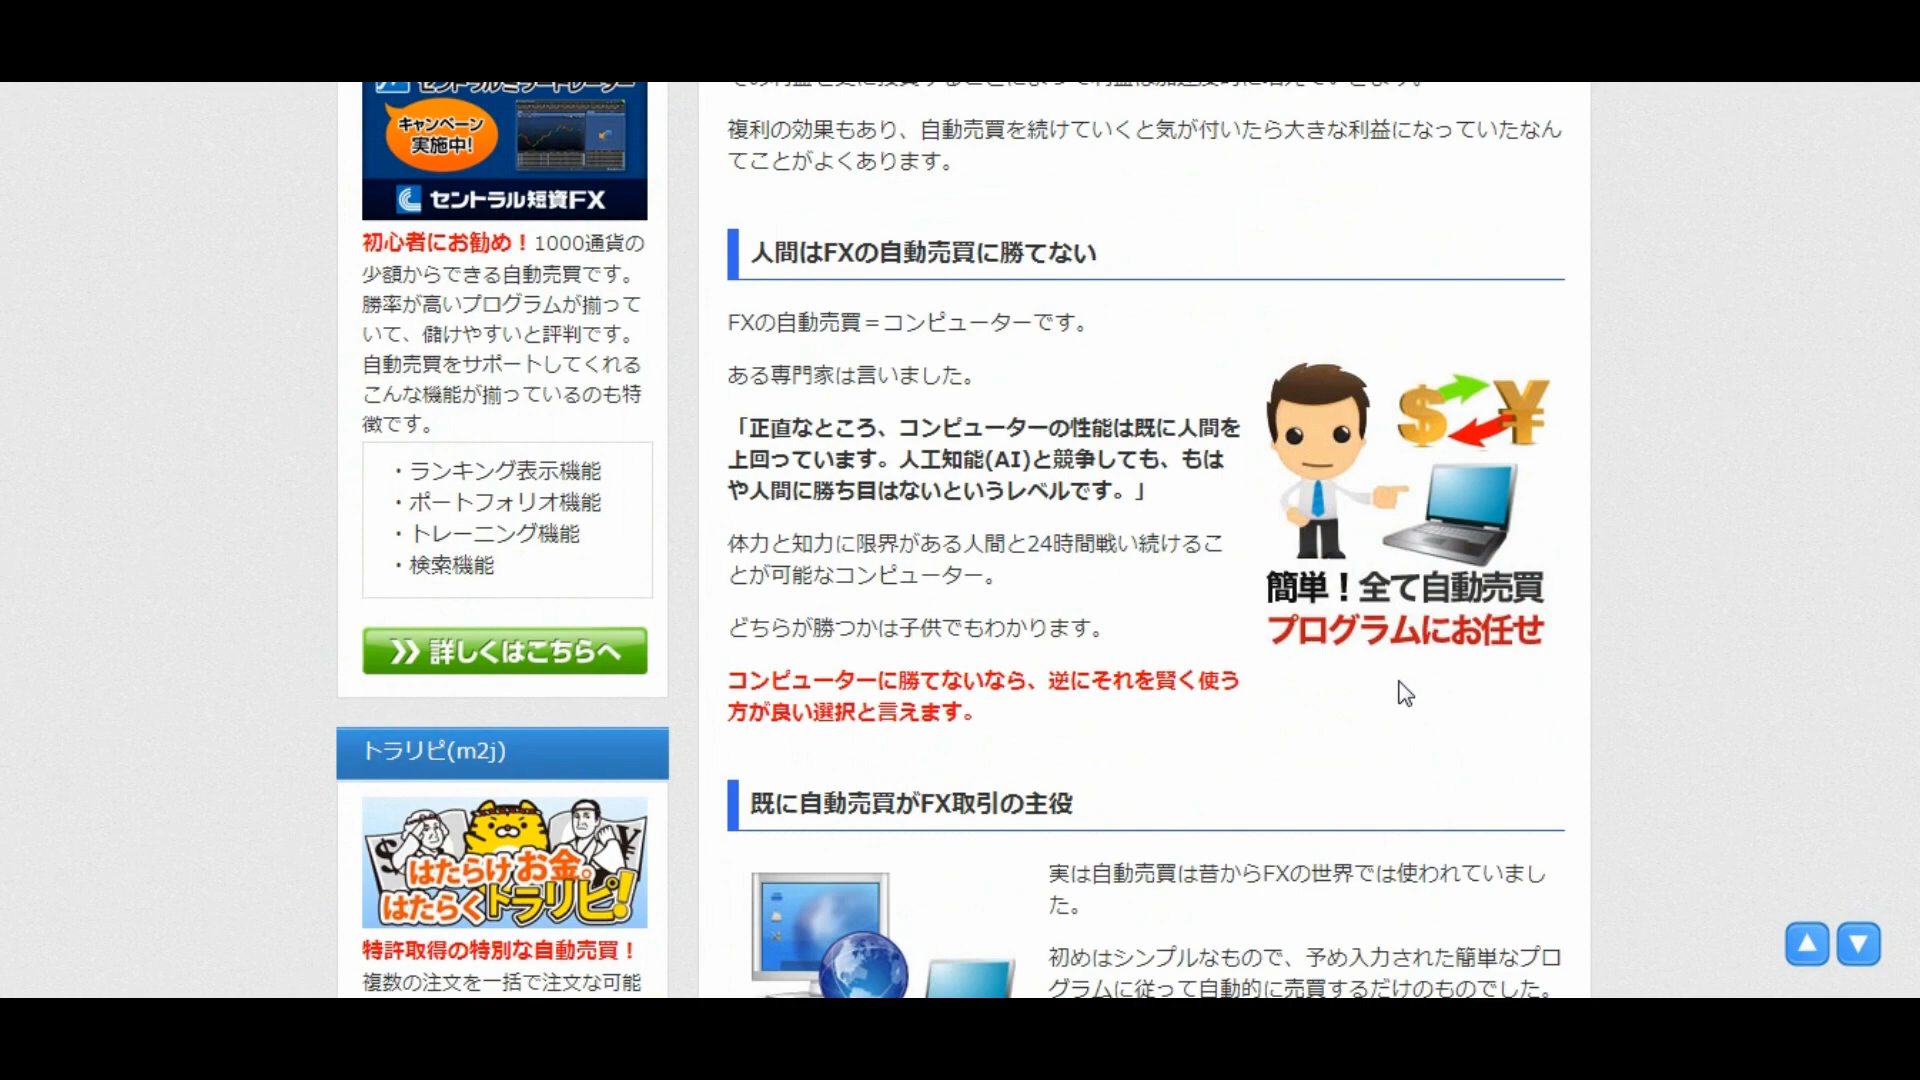 セントラルミラートレーダー
キャンペーン
実施中!
セントラル短資FX
初心者にお勧め！1000通貨の
少額からできる自動売買です。
勝率が高いプログラムが揃って
いて、儲けやすいと評判です。
自動売買をサポートしてくれる
こんな機能が揃っているのも特
徴です。
・ランキング表示機能
・ポートフォリオ機能
・トレーニング機能
・検索機能
詳しくはこちらへ
トラリピ(m2j)
はたらけお金。
はたらくトラリピ!
特許取得の特別な自動売買！
複数の注文を一括で注文な可能
複利の効果もあり、自動売買を続けていくと気が付いたら大きな利益になっていたなん
てことがよくあります。
人間はFXの自動売買に勝てない
FXの自動売買＝コンピューターです。
ある専門家は言いました。
「正直なところ、コンピューターの性能は既に人間を
上回っています。人工知能(AI)と競争しても、もは
や人間に勝ち目はないというレベルです。」
体力と知力に限界がある人間と24時間戦い続けるこ
とが可能なコンピューター。
どちらが勝つかは子供でもわかります。
コンピューターに勝てないなら、逆にそれを賢く使う
方が良い選択と言えます。
簡単！全て自動売買
プログラムにお任せ
既に自動売買がFX取引の主役
実は自動売買は昔からFXの世界では使われていまし
た。
初めはシンプルなもので、予め入力された簡単なプロ
グラムに従って自動的に売買するだけのものでした。